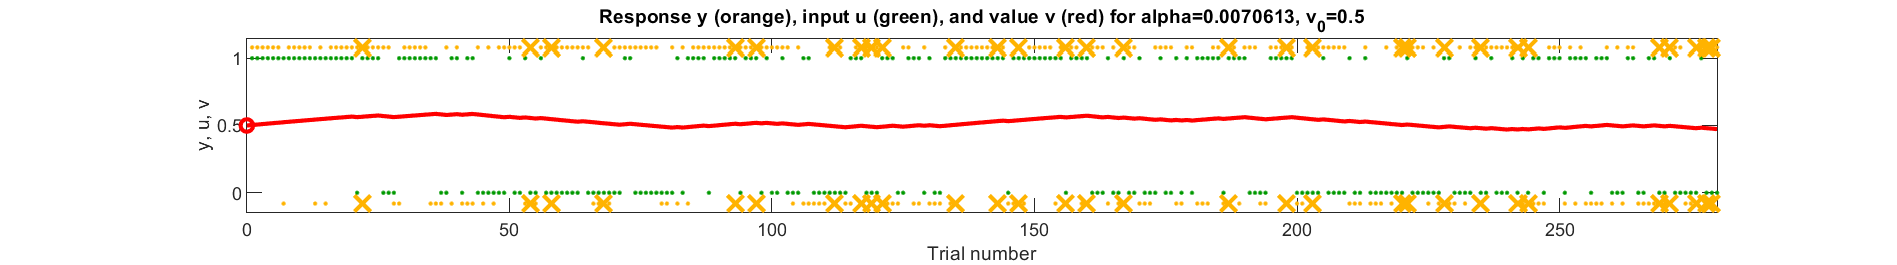 Response y (orange), input u (green), and value v (red) for alpha=0.0070613, v_0=0.5
y, u, v
1
0.5
0
0 50 100 150 200 250
Trial number